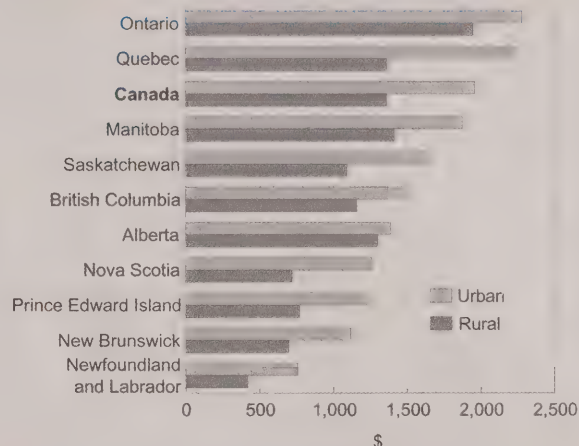 Ontario
Quebec
Canada
Manitoba
Saskatchewan
British Columbia
Alberta
Nova Scotia
Prince Edward Island
New Brunswick
Newfoundland
and Labrador
Urban
Rural
0 500 1,000 1,500 2,000 2,500
$